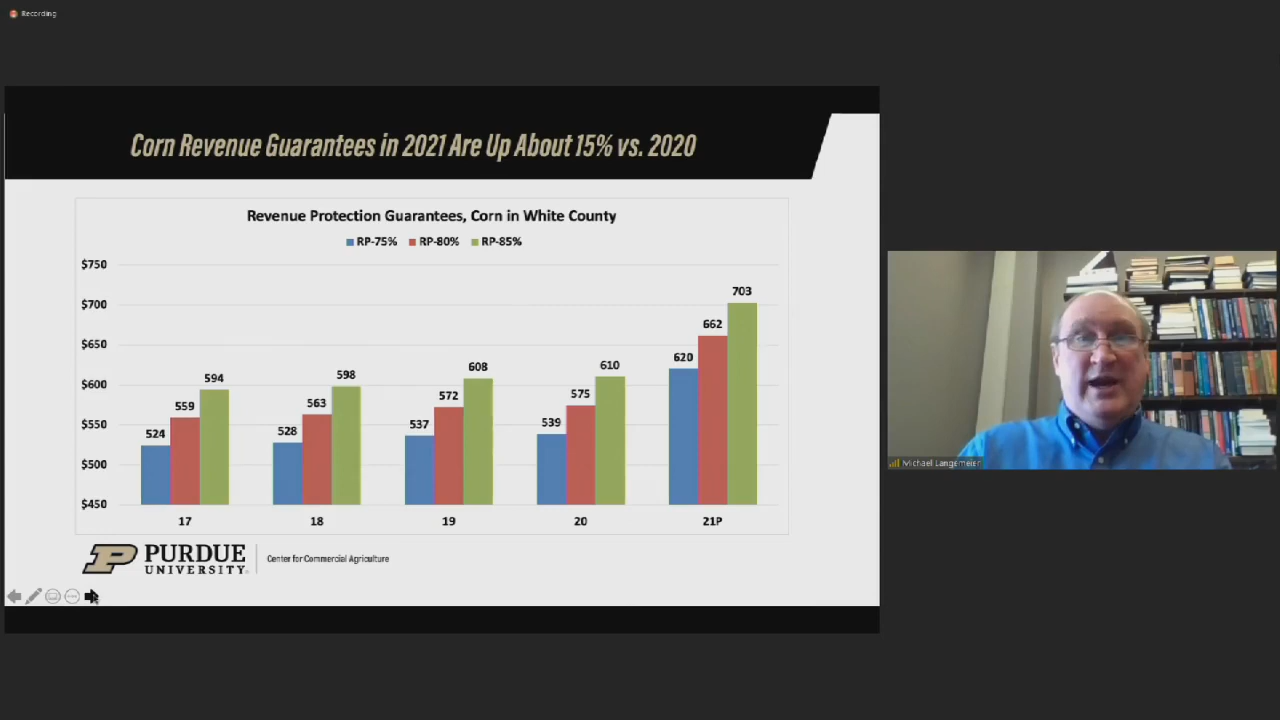 Recording
Corn Revenue Guarantees in 2021 Are Up About 15% vs. 2020
Revenue Protection Guarantees, Corn in White County
RP-75% RP-80% RP-85%
$750
$700
$650
$600
$550
$500
$450
524 559 594
528 563 598
537 572 608
539 575 610
620 662 703
17 18 19 20 21P
PURDUE
UNIVERSITY
Center for Commercial Agriculture
Michael Langemeier